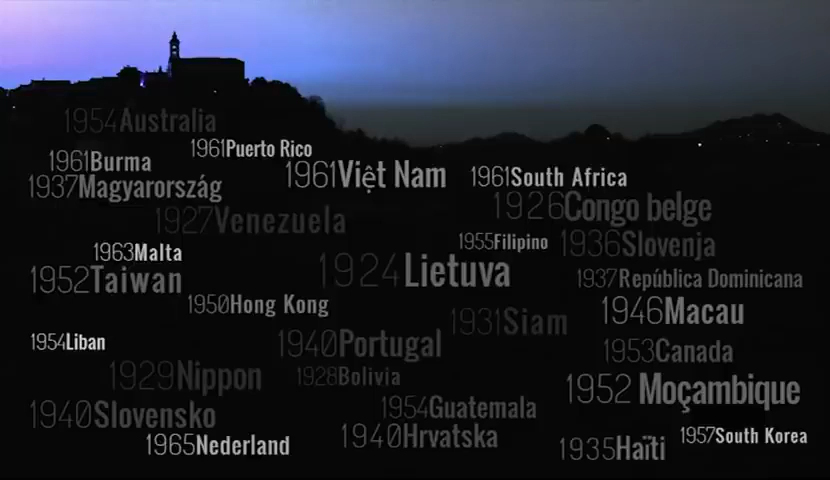 1954Australia
1961Puerto Rico
1961Burma
1961Việt Nam
1961South Africa
1937Magyarország
1926Congo belge
1927Venezuela
1955Filipino
1936Slovenja
1963Malta
1924Lietuva
1952Taiwan
1937República Dominicana
1950Hong Kong
1946Macau
1931Siam
1954Liban
1940Portugal
1953Canada
1929Nippon
1928Bolivia
1952 Moçambique
1940Slovensko
1954Guatemala
1965Nederland
1940Hrvatska
1935Haïti
1957South Korea